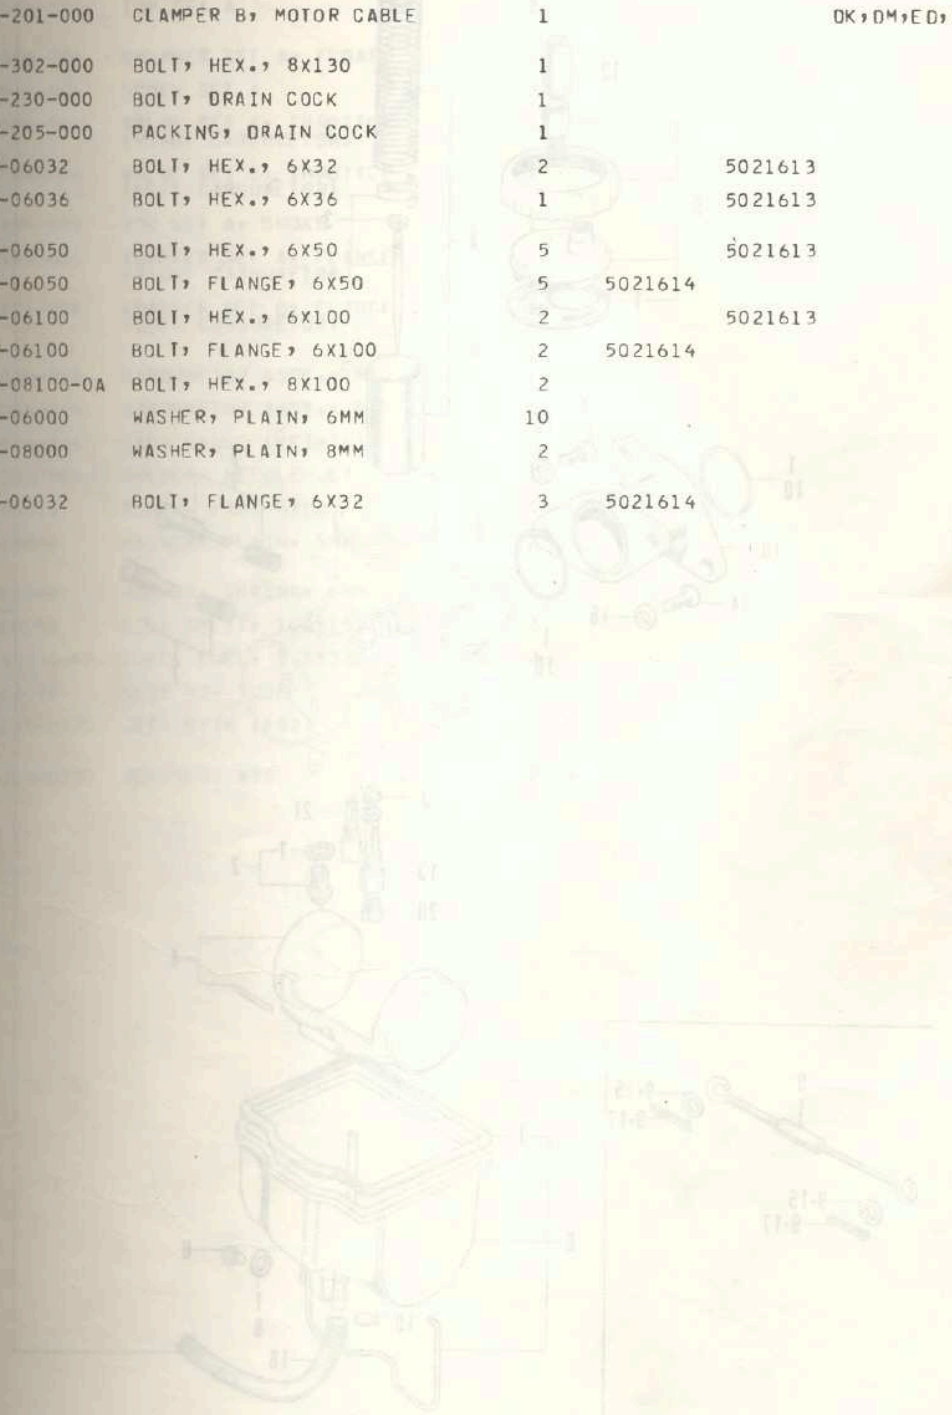 -201-000 CLAMPER B, MOTOR CABLE 1 DK,DM,ED,
-302-000 BOLT, HEX., 8X130 1
-230-000 BOLT, DRAIN COCK 1
-205-000 PACKING, DRAIN COCK 1
-06032 BOLT, HEX., 6X32 2 5021613
-06036 BOLT, HEX., 6X36 1 5021613
-06050 BOLT, HEX., 6X50 5 5021613
-06050 BOLT, FLANGE, 6X50 5 5021614
-06100 BOLT, HEX., 6X100 2 5021613
-06100 BOLT, FLANGE, 6X100 2 5021614
-08100-0A BOLT, HEX., 8X100 2
-06000 WASHER, PLAIN, 6MM 10
-08000 WASHER, PLAIN, 8MM 2
-06032 BOLT, FLANGE, 6X32 3 5021614